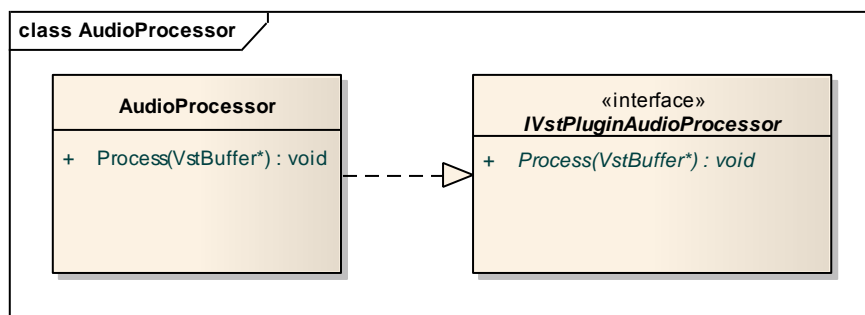 class AudioProcessor
AudioProcessor
+ Process(VstBuffer*) : void
«interface»
IVstPluginAudioProcessor
+ Process(VstBuffer*) : void